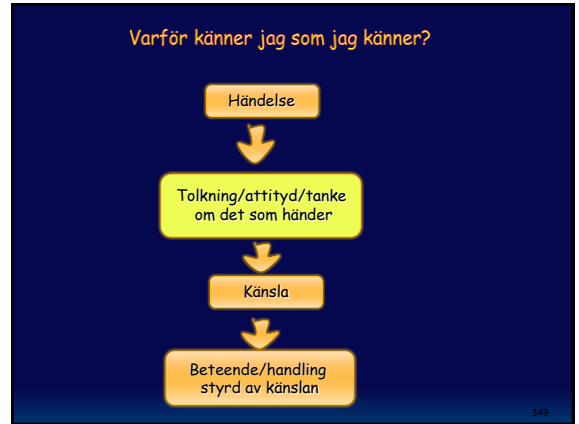 Varför känner jag som jag känner?
Händelse
Tolkning/attityd/tanke
om det som händer
Känsla
Beteende/handling
styrd av känslan
349